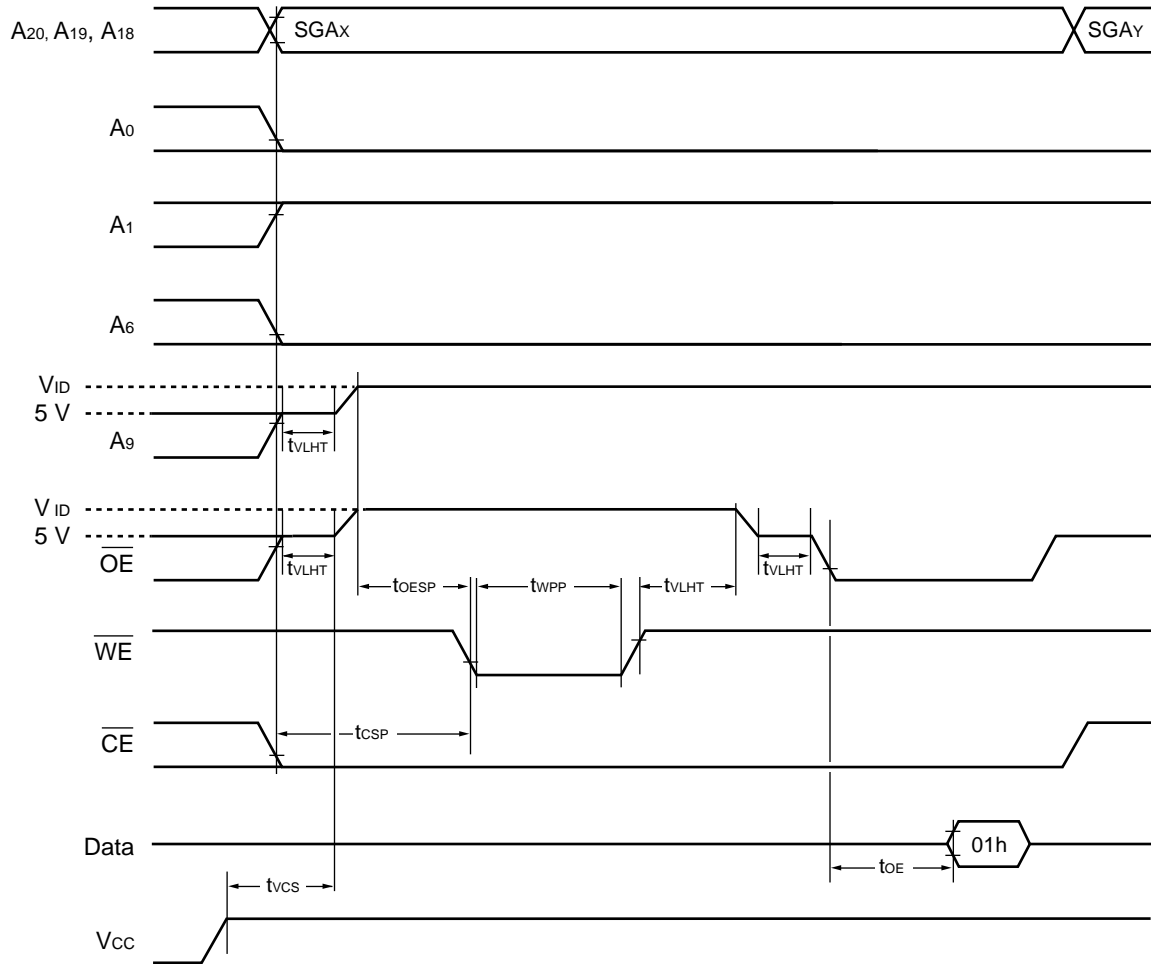 A20, A19, A18
SGAX
SGAY
A0
A1
A6
VID
5 V
A9
tVLHT
VID
5 V
OE
tVLHT
tVLHT
tOESP
tWPP
tVLHT
WE
CE
tCSP
Data
01h
tOE
tVCS
VCC